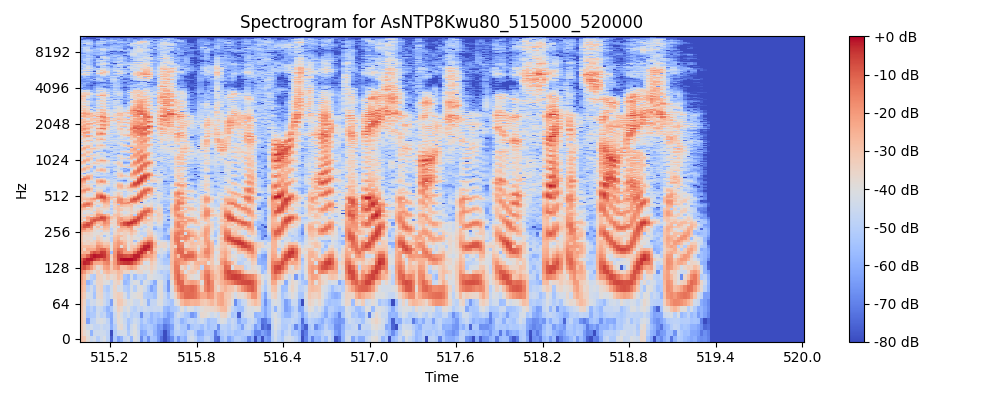 Spectrogram for AsNTP8Kwu80_515000_520000
8192
4096
2048
1024
512
256
128
64
0
Hz
515.2 515.8 516.4 517.0 517.6 518.2 518.8 519.4 520.0
Time
+0 dB
-10 dB
-20 dB
-30 dB
-40 dB
-50 dB
-60 dB
-70 dB
-80 dB